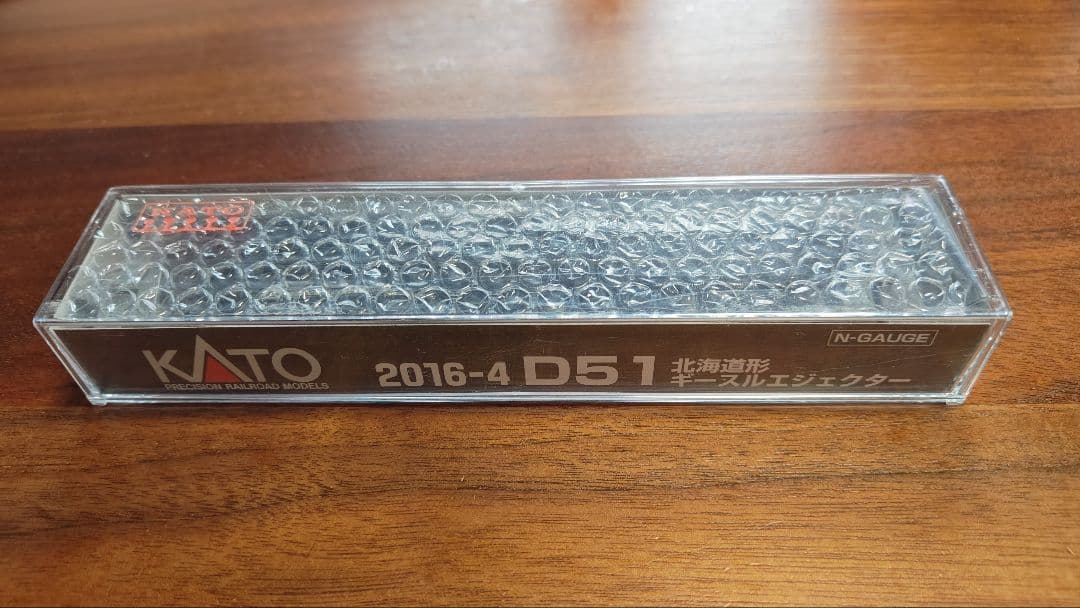 KATO
KATO
PRECISION RAILROAD MODELS
2016-4 D51 北海道形
ギースルエジェクター
N-GAUGE